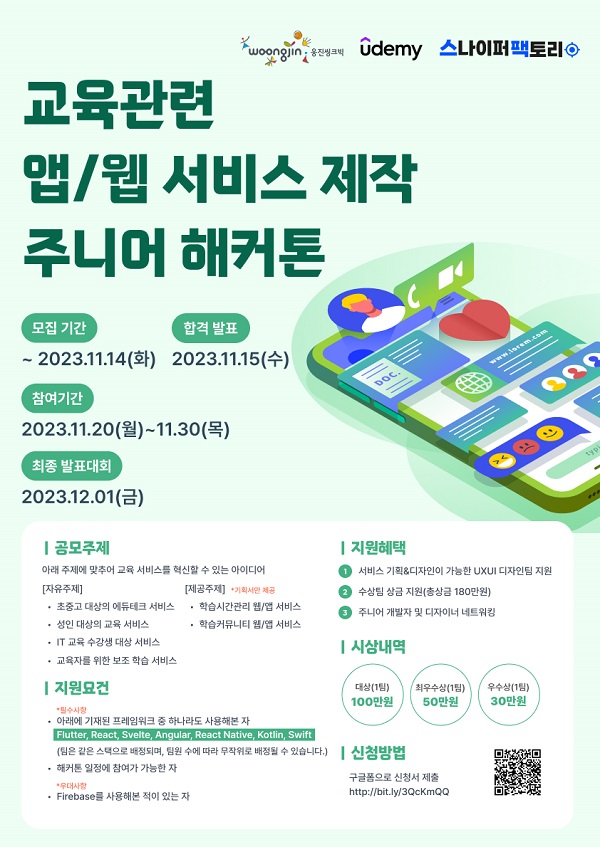 woongjin 웅진씽크빅 udemy 스나이퍼팩토리
교육관련
앱/웹 서비스 제작
주니어 해커톤
모집 기간 합격 발표
~ 2023.11.14(화) 2023.11.15(수)
참여기간
2023.11.20(월)~11.30(목)
최종 발표대회
2023.12.01(금)
www.lorem.com
DOC.
typi
공모주제
아래 주제에 맞추어 교육 서비스를 혁신할 수 있는 아이디어
[자유주제] [제공주제] *기획사안 제공
• 초중고 대상의 에듀테크 서비스 • 학습시간관리 웹/앱 서비스
• 성인 대상의 교육 서비스 • 학습커뮤니티 웹/앱 서비스
• IT 교육 수강생 대상 서비스
• 교육자를 위한 보조 학습 서비스
지원요건
*필수사항
• 아래에 기재된 프레임워크 중 하나라도 사용해본 자
Flutter, React, Svelte, Angular, React Native, Kotlin, Swift
(팀은 같은 스택으로 배정되며, 팀원 수에 따라 무작위로 배정될 수 있습니다.)
• 해커톤 일정에 참여가 가능한 자
*우대사항
• Firebase를 사용해본 적이 있는 자
지원혜택
1 서비스 기획&디자인이 가능한 UXUI 디자인팀 지원
2 수상팀 상금 지원(총상금 180만원)
3 주니어 개발자 및 디자이너 네트워킹
시상내역
대상(1팀) 최우수상(1팀) 우수상(1팀)
100만원 50만원 30만원
신청방법
구글폼으로 신청서 제출
http://bit.ly/3QcKmQQ